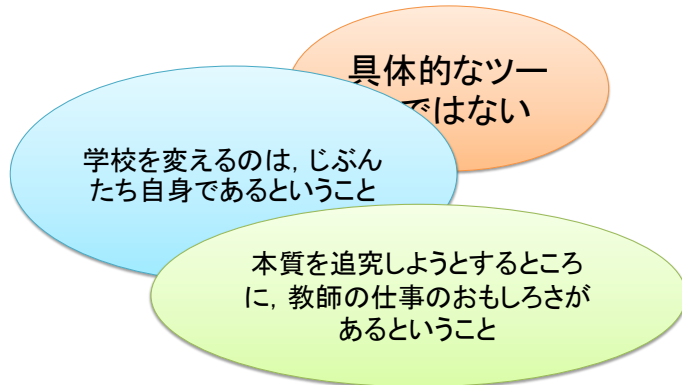 具体的なツー
ではない
学校を変えるのは，じぶん
たち自身であるということ
本質を追究しようとするところ
に，教師の仕事のおもしろさが
あるということ